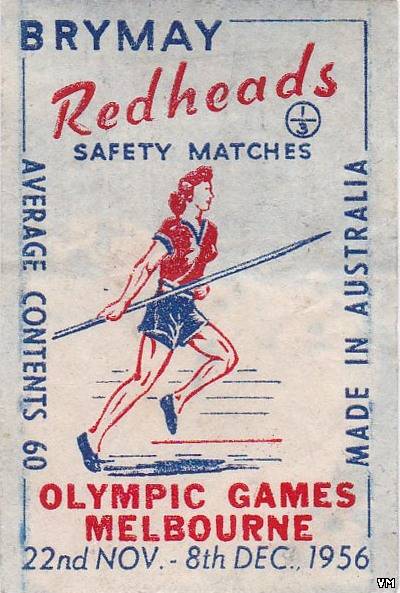 BRYMAY
Redheads
1/3
SAFETY MATCHES
AVERAGE CONTENTS 60
MADE IN AUSTRALIA
OLYMPIC GAMES
MELBOURNE
22nd NOV. - 8th DEC., 1956
VM